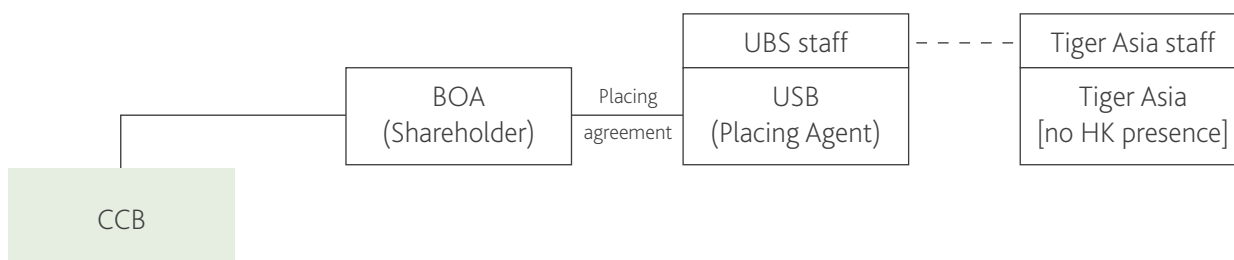 UBS staff
Tiger Asia staff
BOA
(Shareholder)
Placing
agreement
USB
(Placing Agent)
Tiger Asia
[no HK presence]
CCB